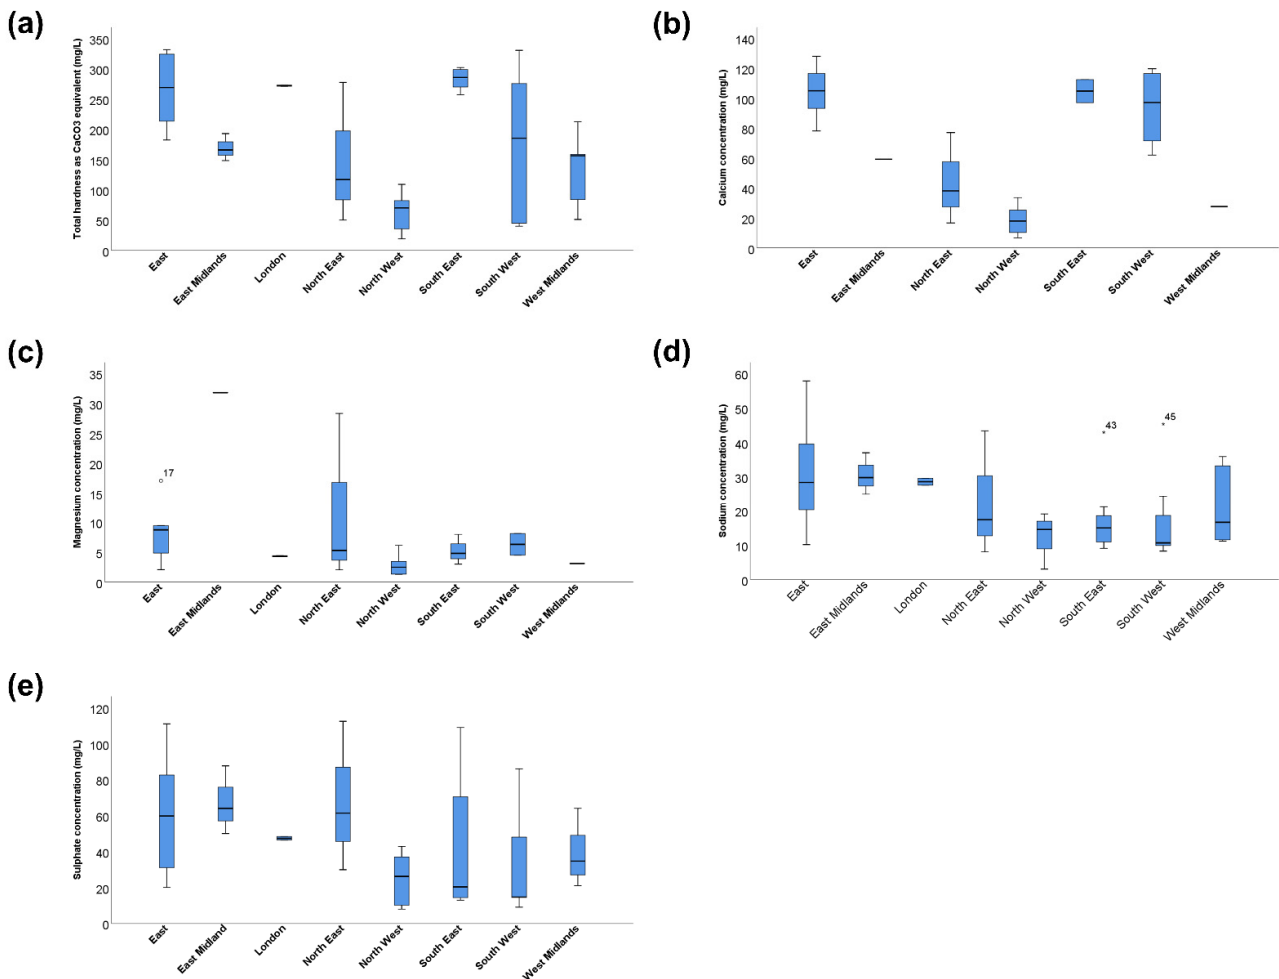 (a)
Total hardness as CaCO3 equivalent (mg/L)
350
300
250
200
150
100
50
0
East
East Midlands
London
North East
North West
South East
South West
West Midlands
(b)
Calcium concentration (mg/L)
140
120
100
80
60
40
20
0
East
East Midlands
North East
North West
South East
South West
West Midlands
(c)
Magnesium concentration (mg/L)
35
30
25
20
15
10
5
0
17
East
East Midlands
London
North East
North West
South East
South West
West Midlands
(d)
Sodium concentration (mg/L)
60
50
40
30
20
10
0
43
45
East
East Midlands
London
North East
North West
South East
South West
West Midlands
(e)
Sulphate concentration (mg/L)
120
100
80
60
40
20
0
East
East Midland
London
North East
North West
South East
South West
West Midlands